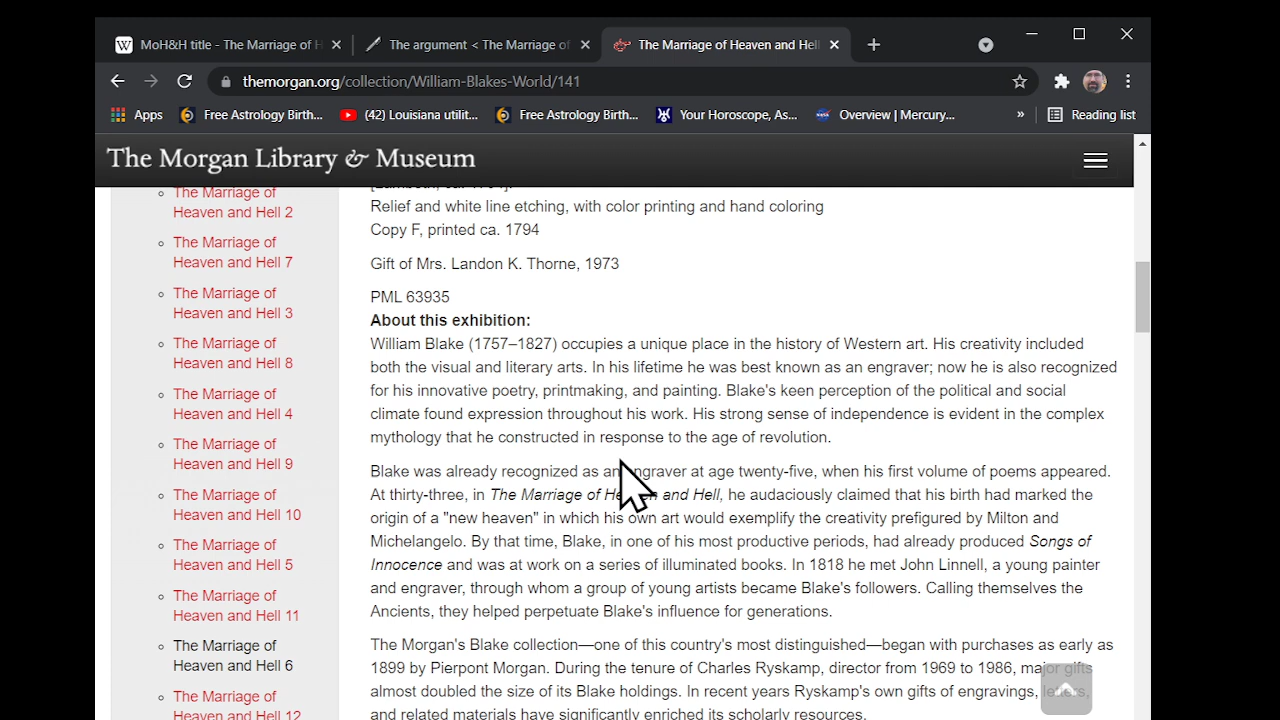 MoH&H title - The Marriage of H
The argument < The Marriage of
The Marriage of Heaven and Hell
themorgan.org/collection/William-Blakes-World/141
Apps
Free Astrology Birth...
(42) Louisiana utilit...
Free Astrology Birth...
Your Horoscope, As...
Overview | Mercury...
»
Reading list
The Morgan Library & Museum
The Marriage of
Heaven and Hell 2
The Marriage of
Heaven and Hell 7
The Marriage of
Heaven and Hell 3
The Marriage of
Heaven and Hell 8
The Marriage of
Heaven and Hell 4
The Marriage of
Heaven and Hell 9
The Marriage of
Heaven and Hell 10
The Marriage of
Heaven and Hell 5
The Marriage of
Heaven and Hell 11
The Marriage of
Heaven and Hell 6
The Marriage of
Heaven and Hell 12
Relief and white line etching, with color printing and hand coloring
Copy F, printed ca. 1794
Gift of Mrs. Landon K. Thorne, 1973
PML 63935
About this exhibition:
William Blake (1757–1827) occupies a unique place in the history of Western art. His creativity included
both the visual and literary arts. In his lifetime he was best known as an engraver; now he is also recognized
for his innovative poetry, printmaking, and painting. Blake's keen perception of the political and social
climate found expression throughout his work. His strong sense of independence is evident in the complex
mythology that he constructed in response to the age of revolution.
Blake was already recognized as an engraver at age twenty-five, when his first volume of poems appeared.
At thirty-three, in The Marriage of Heaven and Hell, he audaciously claimed that his birth had marked the
origin of a "new heaven" in which his own art would exemplify the creativity prefigured by Milton and
Michelangelo. By that time, Blake, in one of his most productive periods, had already produced Songs of
Innocence and was at work on a series of illuminated books. In 1818 he met John Linnell, a young painter
and engraver, through whom a group of young artists became Blake's followers. Calling themselves the
Ancients, they helped perpetuate Blake's influence for generations.
The Morgan's Blake collection—one of this country's most distinguished—began with purchases as early as
1899 by Pierpont Morgan. During the tenure of Charles Ryskamp, director from 1969 to 1986, major gifts
almost doubled the size of its Blake holdings. In recent years Ryskamp's own gifts of engravings, letters,
and related materials have significantly enriched its scholarly resources.